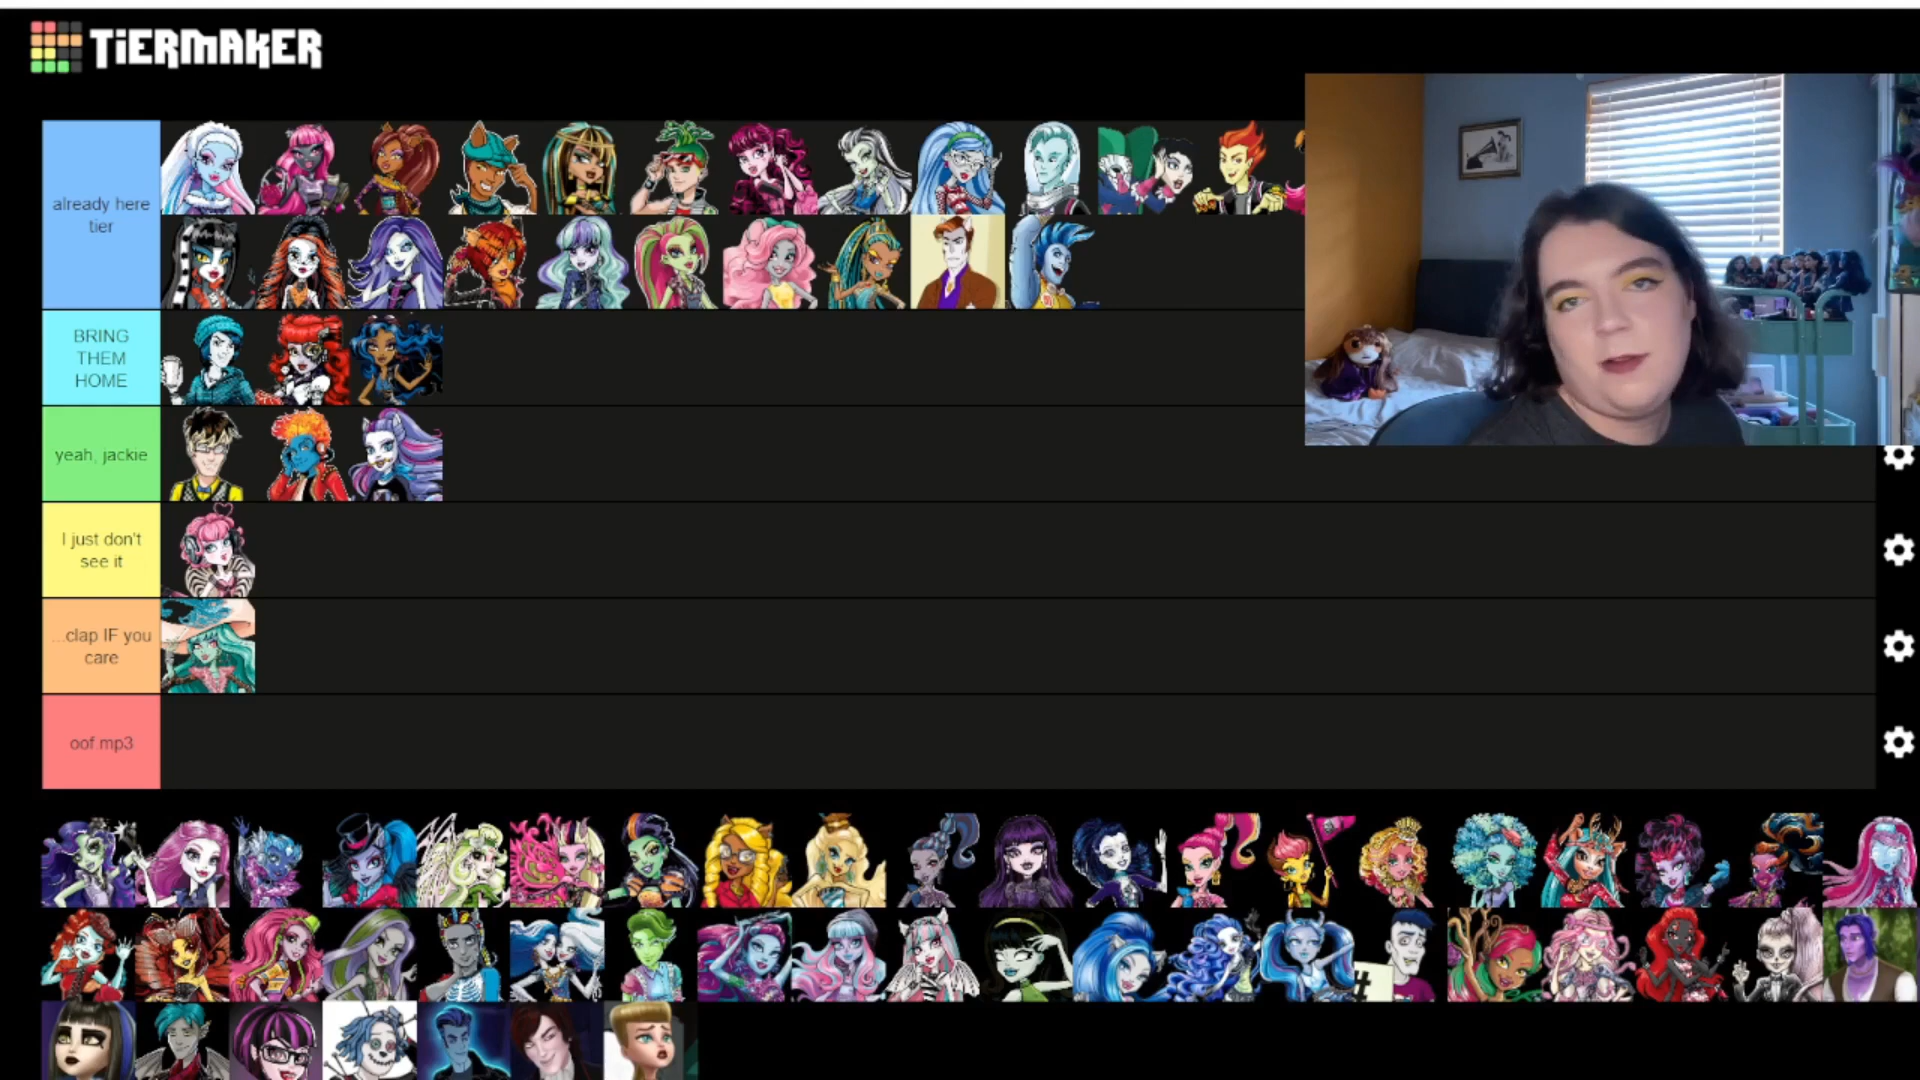 TiERMAKER
already here
tier
BRING
THEM
HOME
yeah, jackie
I just don't
see it
...clap IF you
care
oof.mp3
#